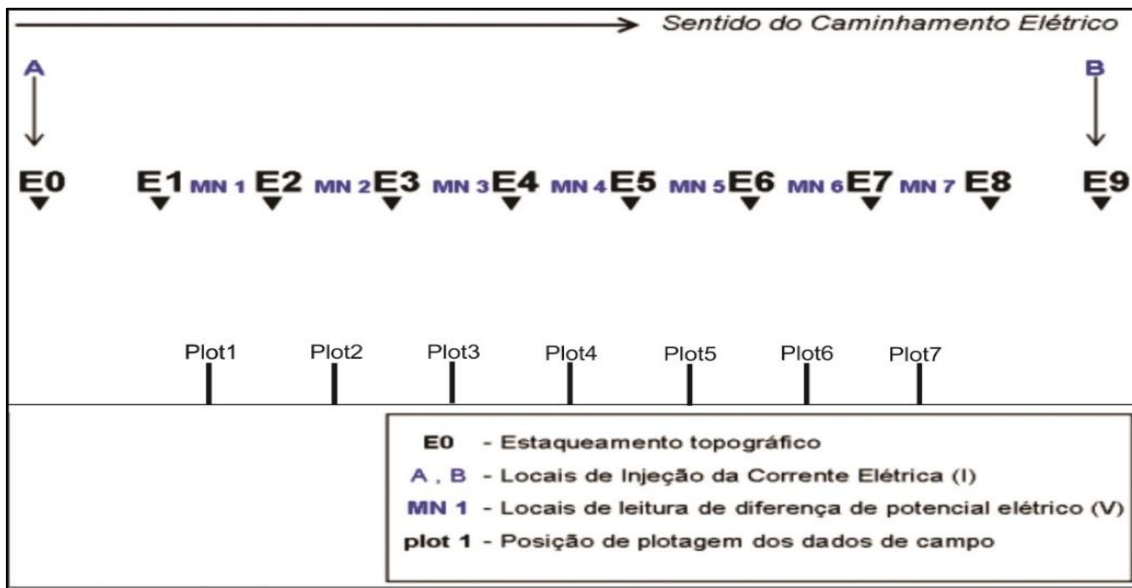 Sentido do Caminhamento Elétrico
A B
E0 E1 MN 1 E2 MN 2 E3 MN 3 E4 MN 4 E5 MN 5 E6 MN 6 E7 MN 7 E8 E9
Plot1 Plot2 Plot3 Plot4 Plot5 Plot6 Plot7
E0 - Estaqueamento topográfico
A , B - Locais de Injeção da Corrente Elétrica (I)
MN 1 - Locais de leitura de diferença de potencial elétrico (V)
plot 1 - Posição de plotagem dos dados de campo